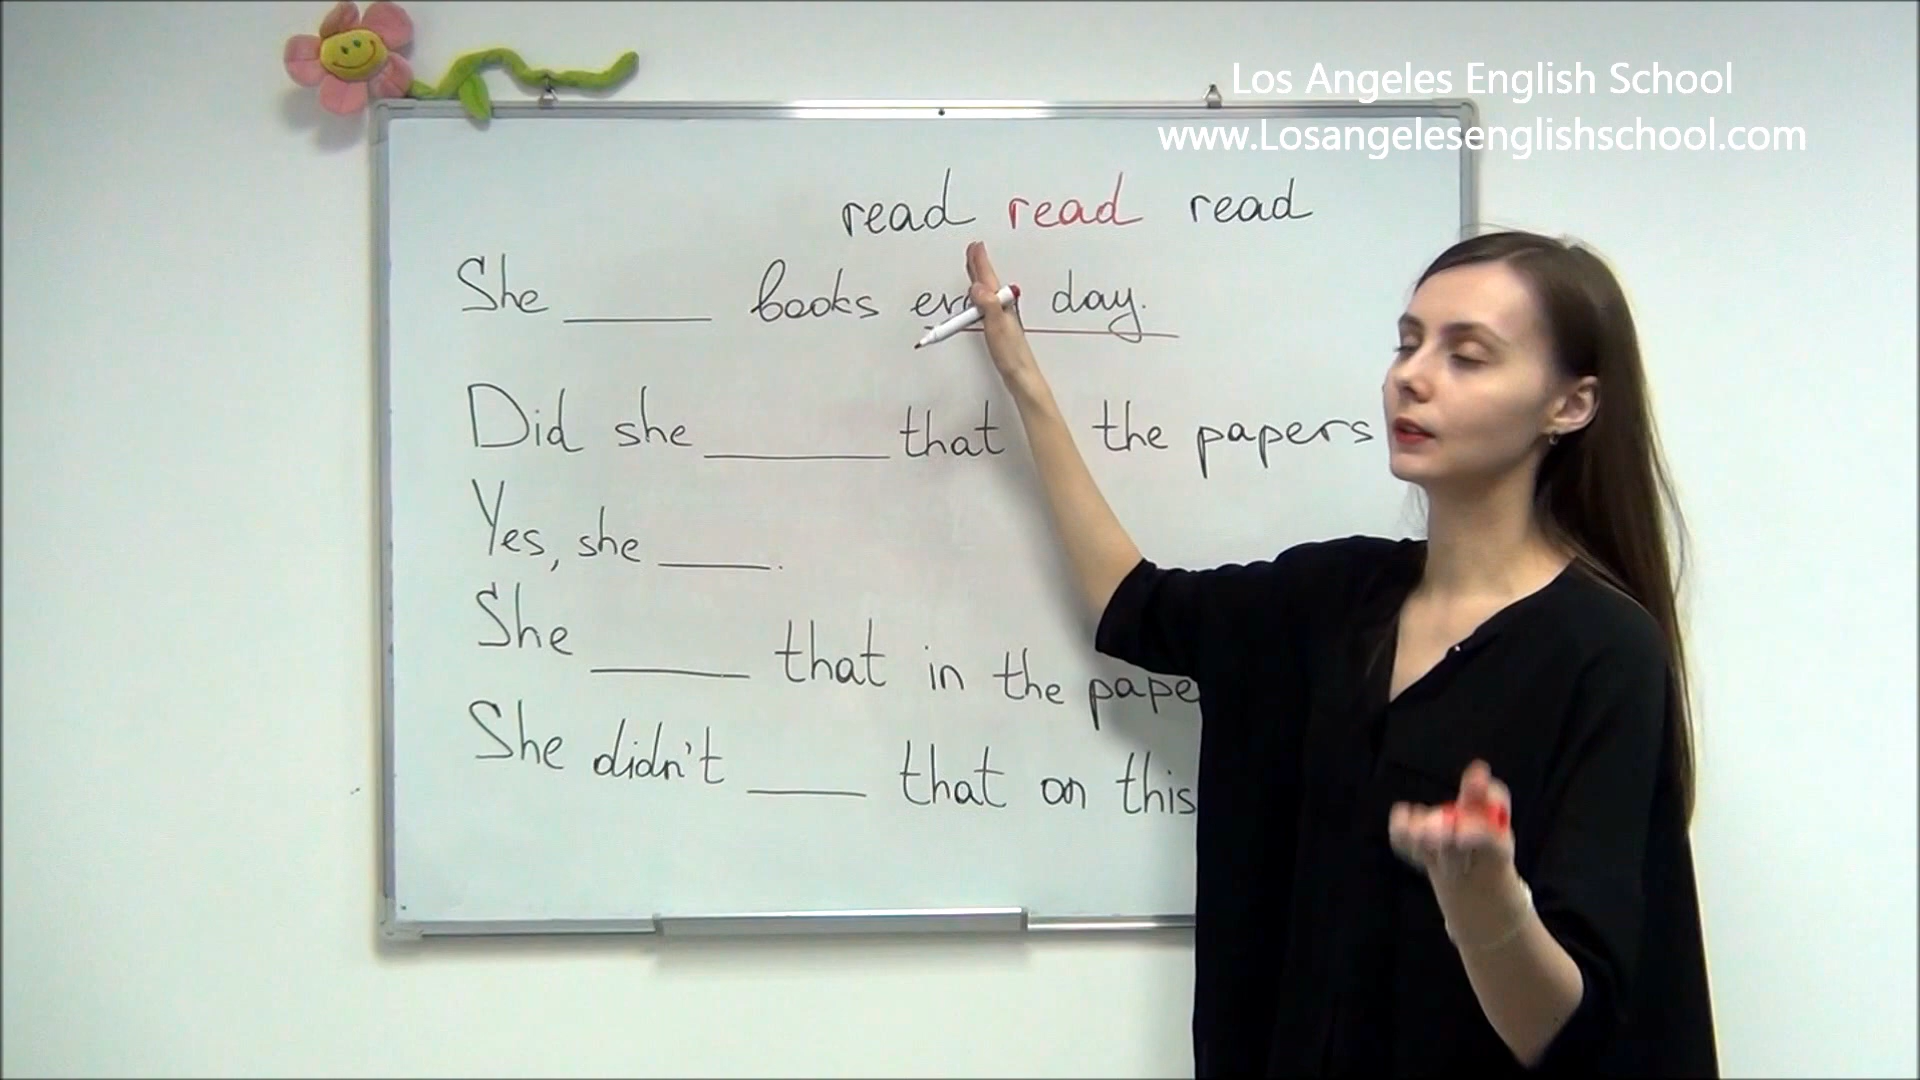 Los Angeles English School
www.Losangelesenglishschool.com
read read read
She ____ books day.
Did she ____ that the papers
Yes, she ____.
She ____ that in the
She didn't ____ that on this